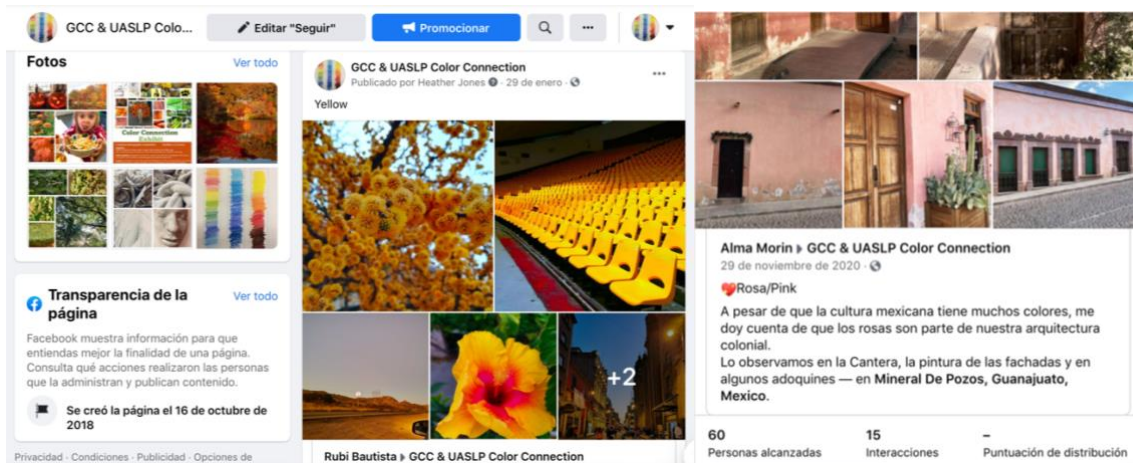 GCC & UASLP Colo...
Editar "Seguir"
Promocionar
Fotos
Ver todo
Color Connection
Exhibit
Transparencia de la
página
Ver todo
Facebook muestra información para que
entiendas mejor la finalidad de una página.
Consulta qué acciones realizaron las personas
que la administran y publican contenido.
Se creó la página el 16 de octubre de
2018
Privacidad · Condiciones · Publicidad · Opciones de
GCC & UASLP Color Connection
Publicado por Heather Jones · 29 de enero ·
Yellow
+2
Rubi Bautista ▸ GCC & UASLP Color Connection
Alma Morin ▸ GCC & UASLP Color Connection
29 de noviembre de 2020 ·
Rosa/Pink
A pesar de que la cultura mexicana tiene muchos colores, me
doy cuenta de que los rosas son parte de nuestra arquitectura
colonial.
Lo observamos en la Cantera, la pintura de las fachadas y en
algunos adoquines — en Mineral De Pozos, Guanajuato,
Mexico.
60
Personas alcanzadas
15
Interacciones
–
Puntuación de distribución